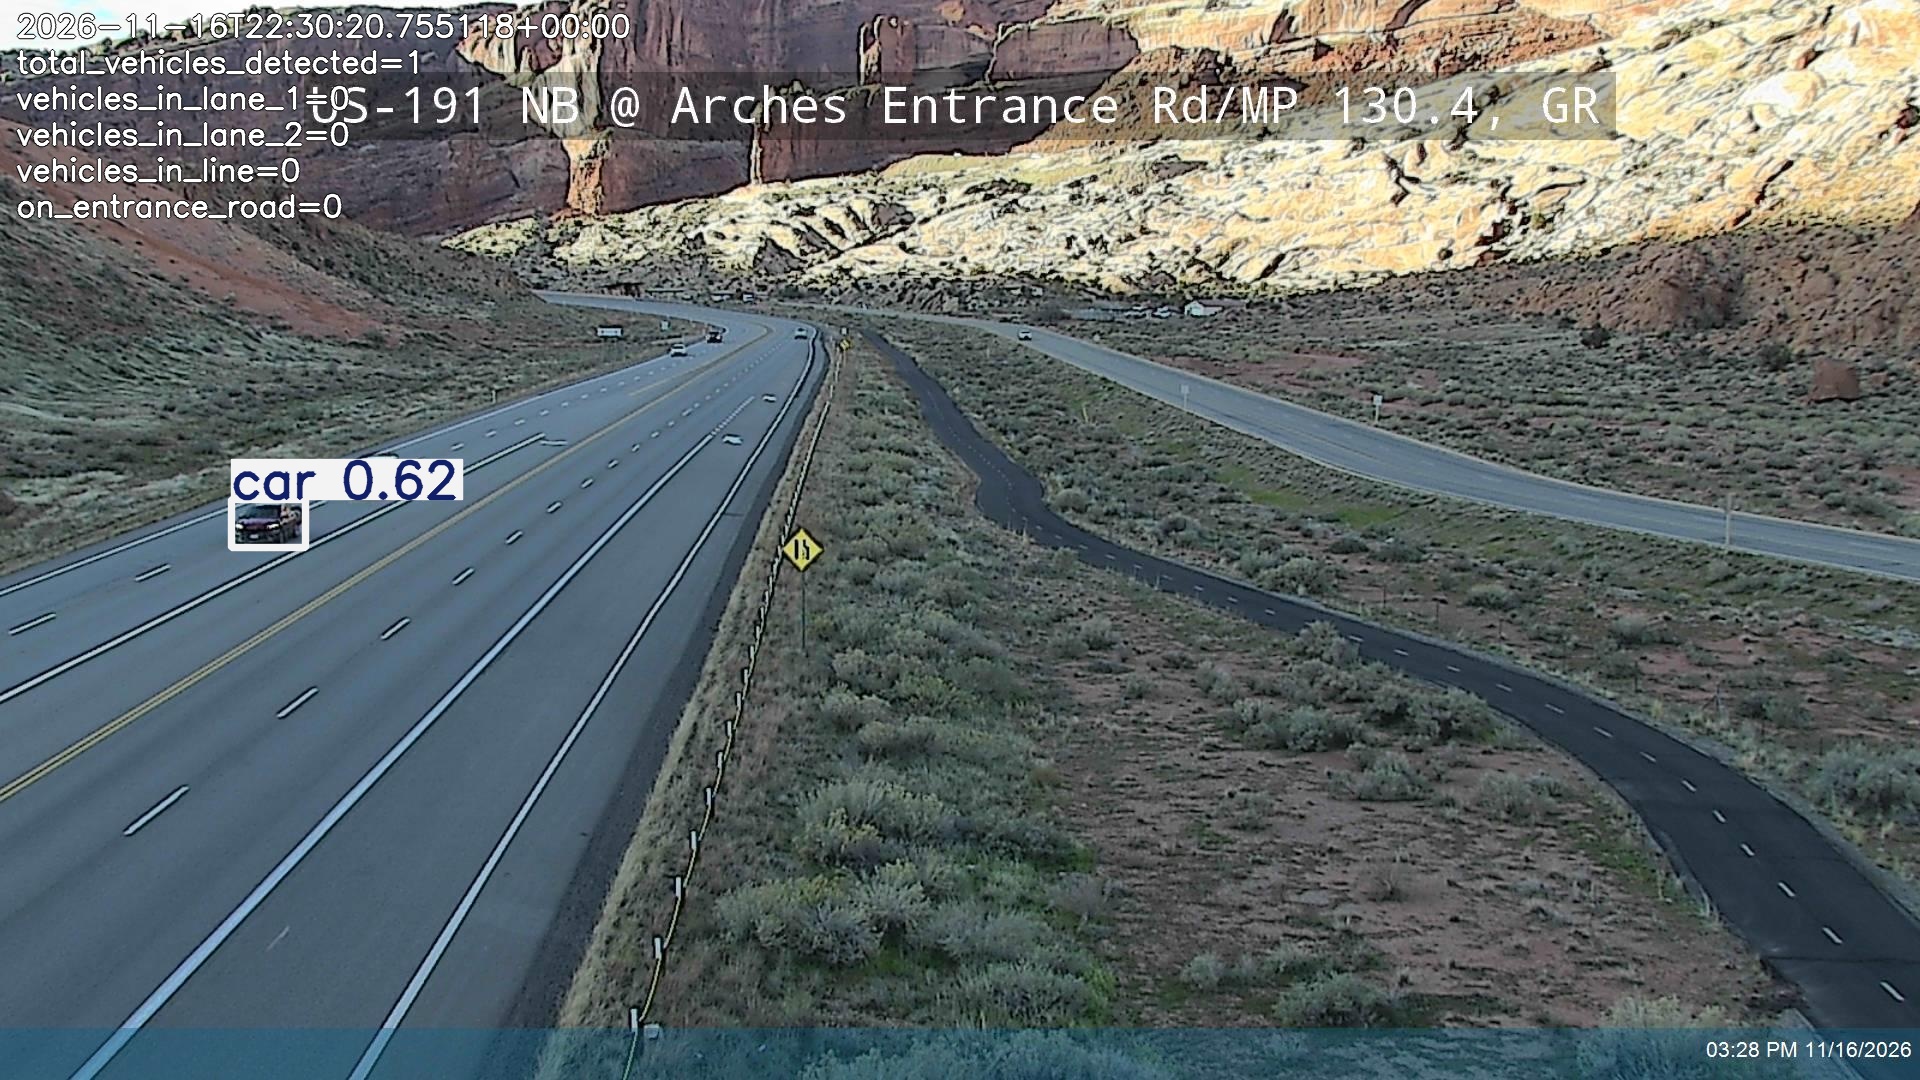 2026-11-16T22:30:20.755118+00:00
total_vehicles_detected=1
vehicles_in_lane_1=0
US-191 NB @ Arches Entrance Rd/MP 130.4, GR
vehicles_in_lane_2=0
vehicles_in_line=0
on_entrance_road=0
car 0.62
03:28 PM 11/16/2026